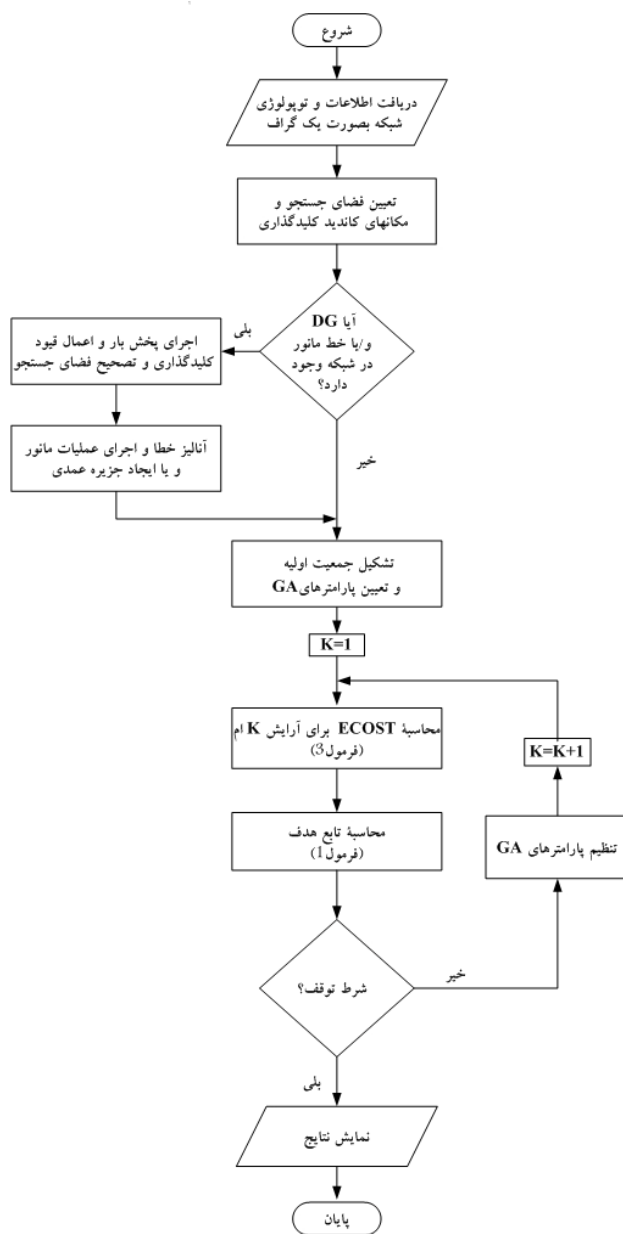 شروع
دریافت اطلاعات و توپولوژی
شبکه بصورت یک گراف
تعیین فضای جستجو و
مکانهای کاندید کلیدگذاری
آیا DG
و/یا خط مانور
در شبکه وجود
دارد؟
بلی
اجرای پخش بار و اعمال قیود
کلیدگذاری و تصحیح فضای جستجو
آنالیز خطا و اجرای عملیات مانور
و یا ایجاد جزیره عمدی
خیر
تشکیل جمعیت اولیه
و تعیین پارامترهای GA
K=1
محاسبۀ ECOST برای آرایش K ام
(فرمول3)
محاسبۀ تابع هدف
(فرمول1)
شرط توقف؟
خیر
تنظیم پارامترهای GA
K=K+1
بلی
نمایش نتایج
پایان